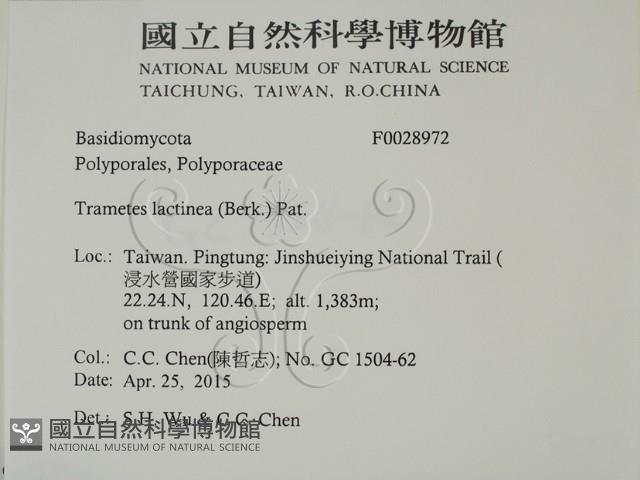 國立自然科學博物館
NATIONAL MUSEUM OF NATURAL SCIENCE
TAICHUNG, TAIWAN, R.O.CHINA
Basidiomycota F0028972
Polyporales, Polyporaceae
Trametes lactinea (Berk.) Pat.
Loc.: Taiwan. Pingtung: Jinshueiying National Trail (
浸水營國家步道)
22.24.N, 120.46.E; alt. 1,383m;
on trunk of angiosperm
Col.: C.C. Chen(陳哲志); No. GC 1504-62
Date: Apr. 25, 2015
Det.: S.H. Wu & C.C. Chen
國立自然科學博物館
NATIONAL MUSEUM OF NATURAL SCIENCE